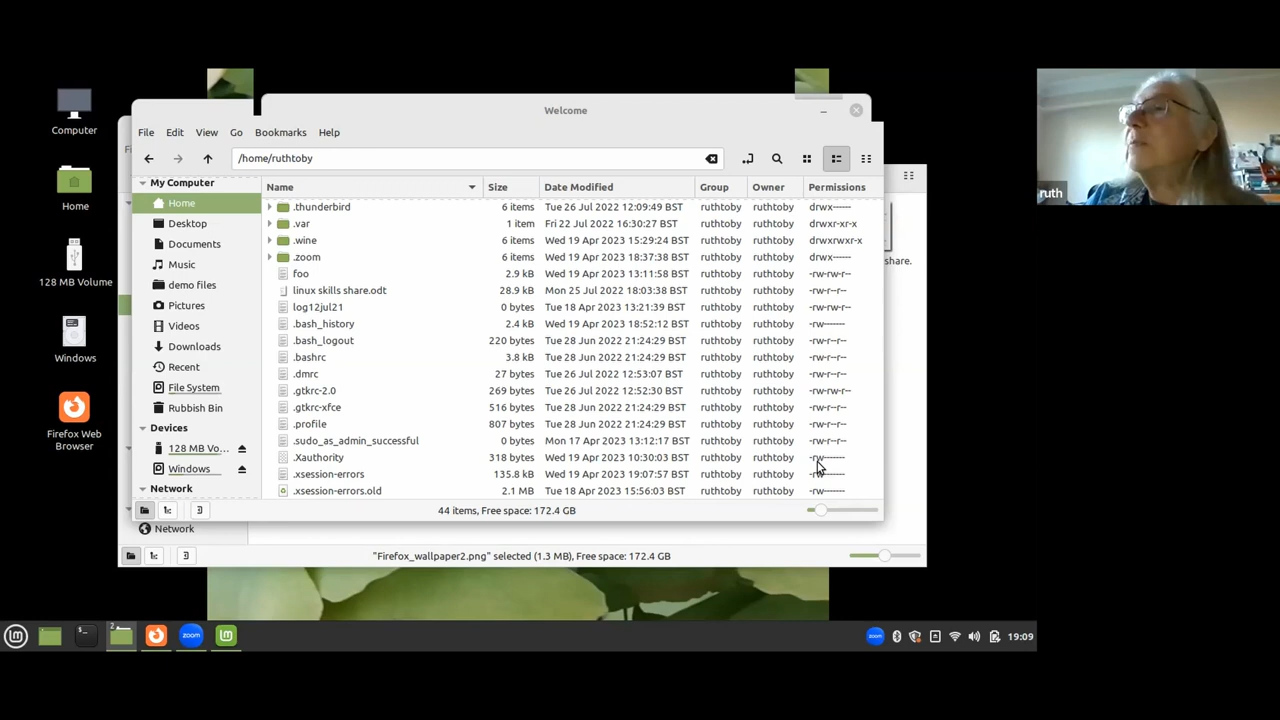 Welcome
File Edit View Go Bookmarks Help
/home/ruthtoby
My Computer
Home
Desktop
Documents
Music
demo files
Pictures
Videos
Downloads
Recent
File System
Rubbish Bin
Devices
128 MB Vo...
Windows
Network
Name Size Date Modified Group Owner Permissions
.thunderbird 6 items Tue 26 Jul 2022 12:09:49 BST ruthtoby ruthtoby drwx------
.var 1 item Fri 22 Jul 2022 16:30:27 BST ruthtoby ruthtoby drwxr-xr-x
.wine 6 items Wed 19 Apr 2023 15:29:24 BST ruthtoby ruthtoby drwxrwxr-x
.zoom 6 items Wed 19 Apr 2023 18:37:38 BST ruthtoby ruthtoby drwx------
foo 2.9 kB Wed 19 Apr 2023 13:11:58 BST ruthtoby ruthtoby -rw-rw-r--
linux skills share.odt 28.9 kB Mon 25 Jul 2022 18:03:38 BST ruthtoby ruthtoby -rw-r--r--
log12jul21 0 bytes Tue 18 Apr 2023 13:21:39 BST ruthtoby ruthtoby -rw-rw-r--
.bash_history 2.4 kB Wed 19 Apr 2023 18:52:12 BST ruthtoby ruthtoby -rw-------
.bash_logout 220 bytes Tue 28 Jun 2022 21:24:29 BST ruthtoby ruthtoby -rw-r--r--
.bashrc 3.8 kB Tue 28 Jun 2022 21:24:29 BST ruthtoby ruthtoby -rw-r--r--
.dmrc 27 bytes Tue 26 Jul 2022 12:53:07 BST ruthtoby ruthtoby -rw-r--r--
.gtkrc-2.0 269 bytes Tue 26 Jul 2022 12:52:30 BST ruthtoby ruthtoby -rw-rw-r--
.gtkrc-xfce 516 bytes Tue 28 Jun 2022 21:24:29 BST ruthtoby ruthtoby -rw-r--r--
.profile 807 bytes Tue 28 Jun 2022 21:24:29 BST ruthtoby ruthtoby -rw-r--r--
.sudo_as_admin_successful 0 bytes Mon 17 Apr 2023 13:12:17 BST ruthtoby ruthtoby -rw-r--r--
.Xauthority 318 bytes Wed 19 Apr 2023 10:30:03 BST ruthtoby ruthtoby -rw-------
.xsession-errors 135.8 kB Wed 19 Apr 2023 19:07:57 BST ruthtoby ruthtoby -rw-------
.xsession-errors.old 2.1 MB Tue 18 Apr 2023 15:56:03 BST ruthtoby ruthtoby -rw-------
44 items, Free space: 172.4 GB
Network
"Firefox_wallpaper2.png" selected (1.3 MB), Free space: 172.4 GB
share.
Computer
Home
128 MB Volume
Windows
Firefox Web
Browser
ruth
zoom
zoom
19:09